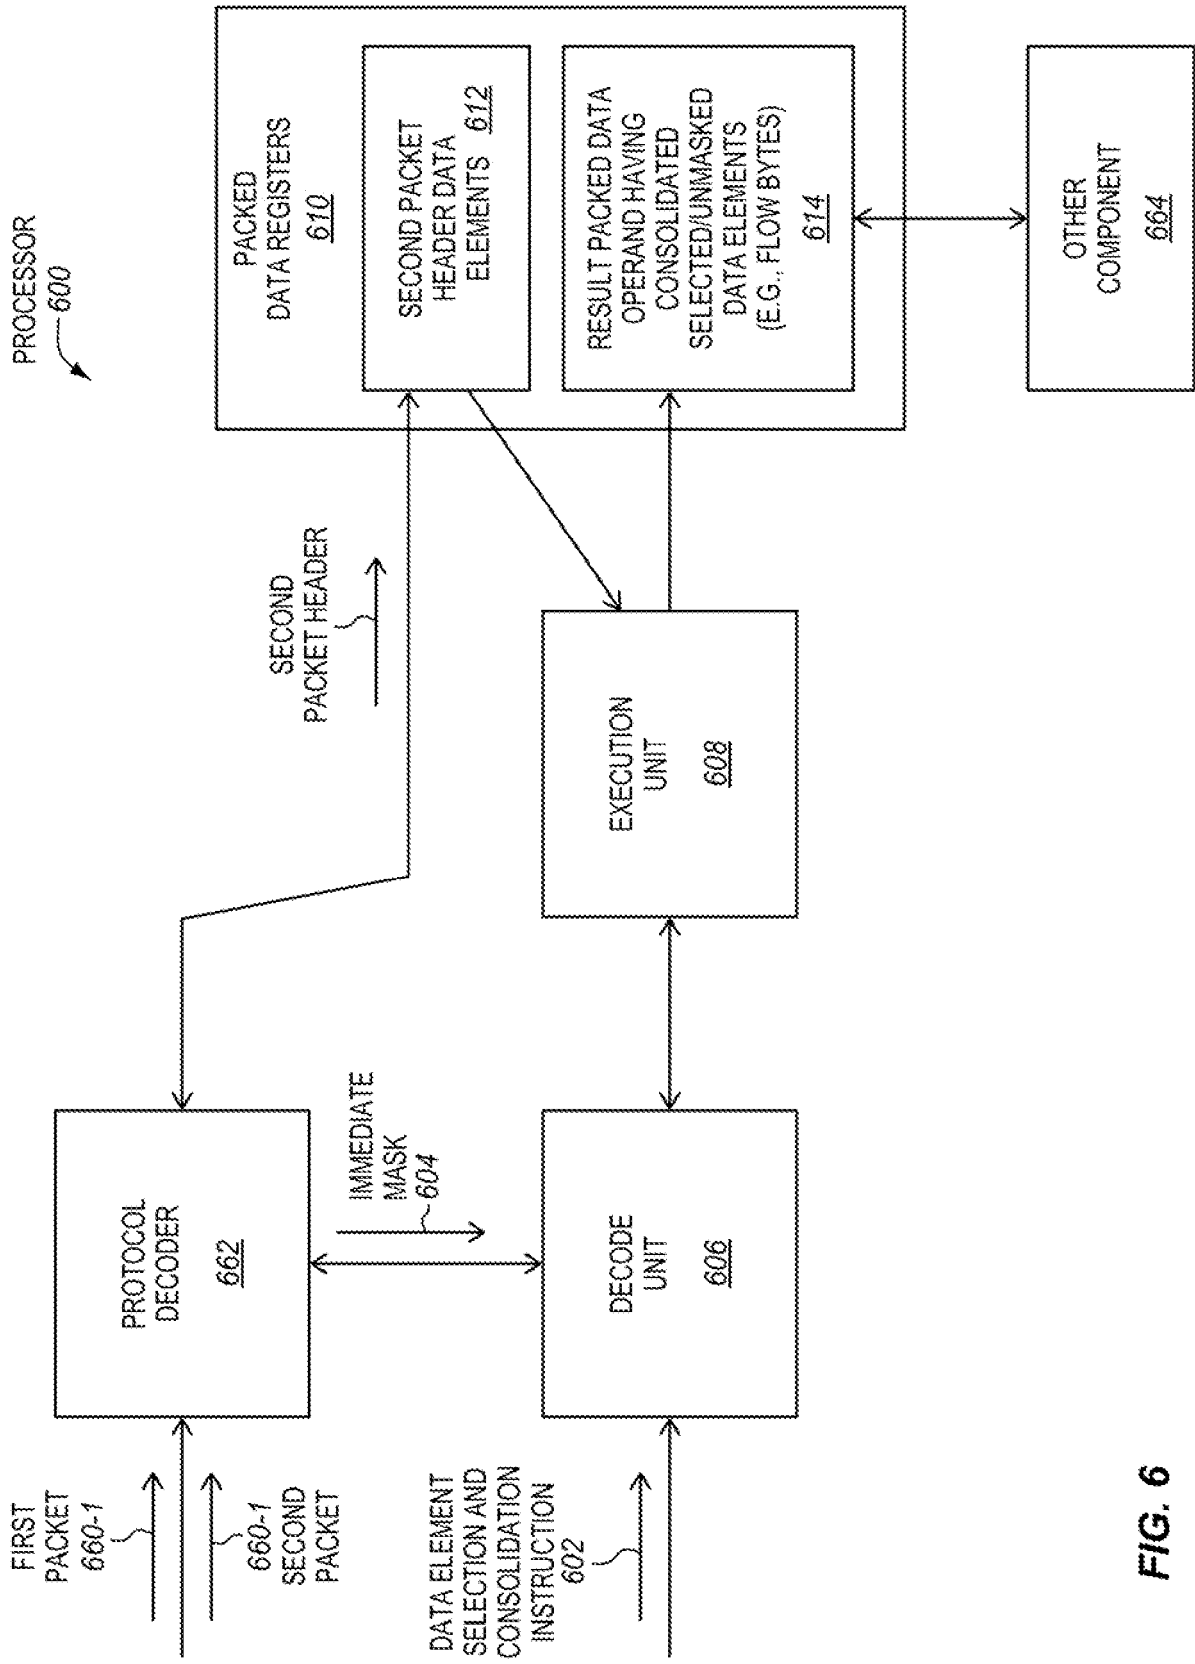 PROCESSOR
600
FIRST
PACKET
660-1
660-1
SECOND
PACKET
PROTOCOL
DECODER
662
IMMEDIATE
MASK
604
SECOND
PACKET HEADER
PACKED
DATA REGISTERS
610
SECOND PACKET
HEADER DATA
ELEMENTS 612
DATA ELEMENT
SELECTION AND
CONSOLIDATION
INSTRUCTION
602
DECODE
UNIT
606
EXECUTION
UNIT
608
RESULT PACKED DATA
OPERAND HAVING
CONSOLIDATED
SELECTED/UNMASKED
DATA ELEMENTS
(E.G., FLOW BYTES)
614
OTHER
COMPONENT
664
FIG. 6